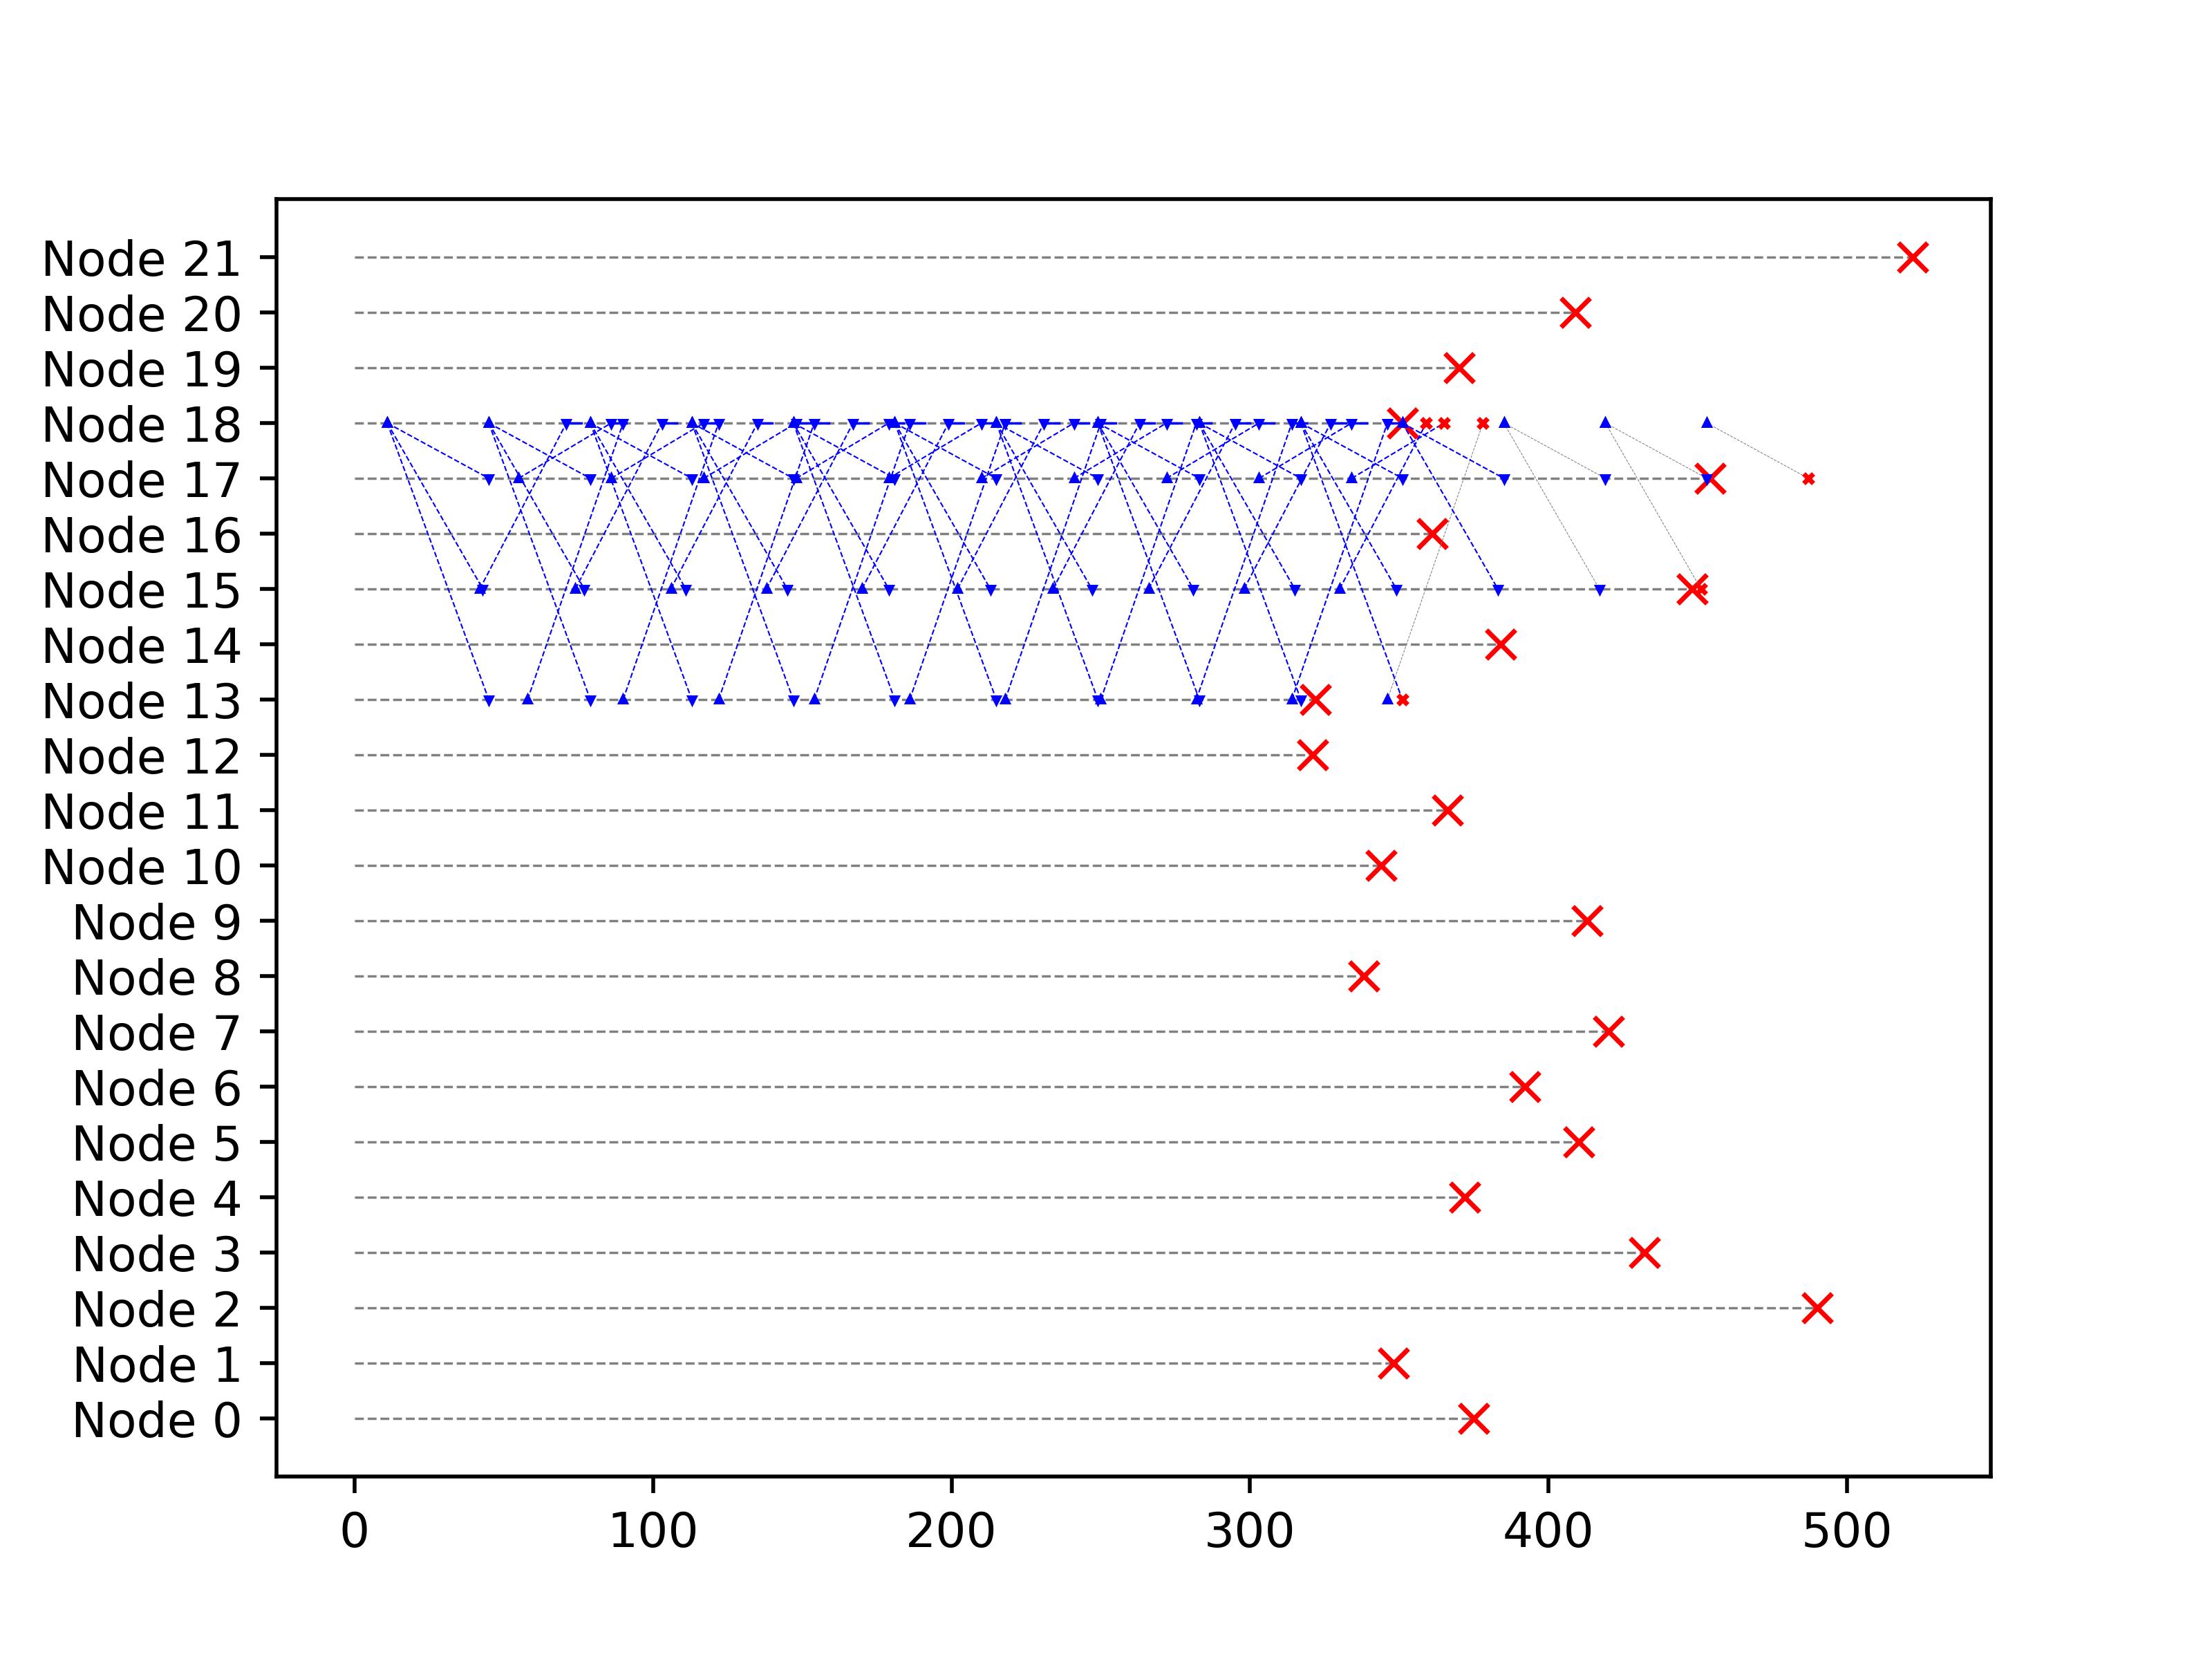 Node 21
Node 20
Node 19
Node 18
Node 17
Node 16
Node 15
Node 14
Node 13
Node 12
Node 11
Node 10
Node 9
Node 8
Node 7
Node 6
Node 5
Node 4
Node 3
Node 2
Node 1
Node 0
0 100 200 300 400 500